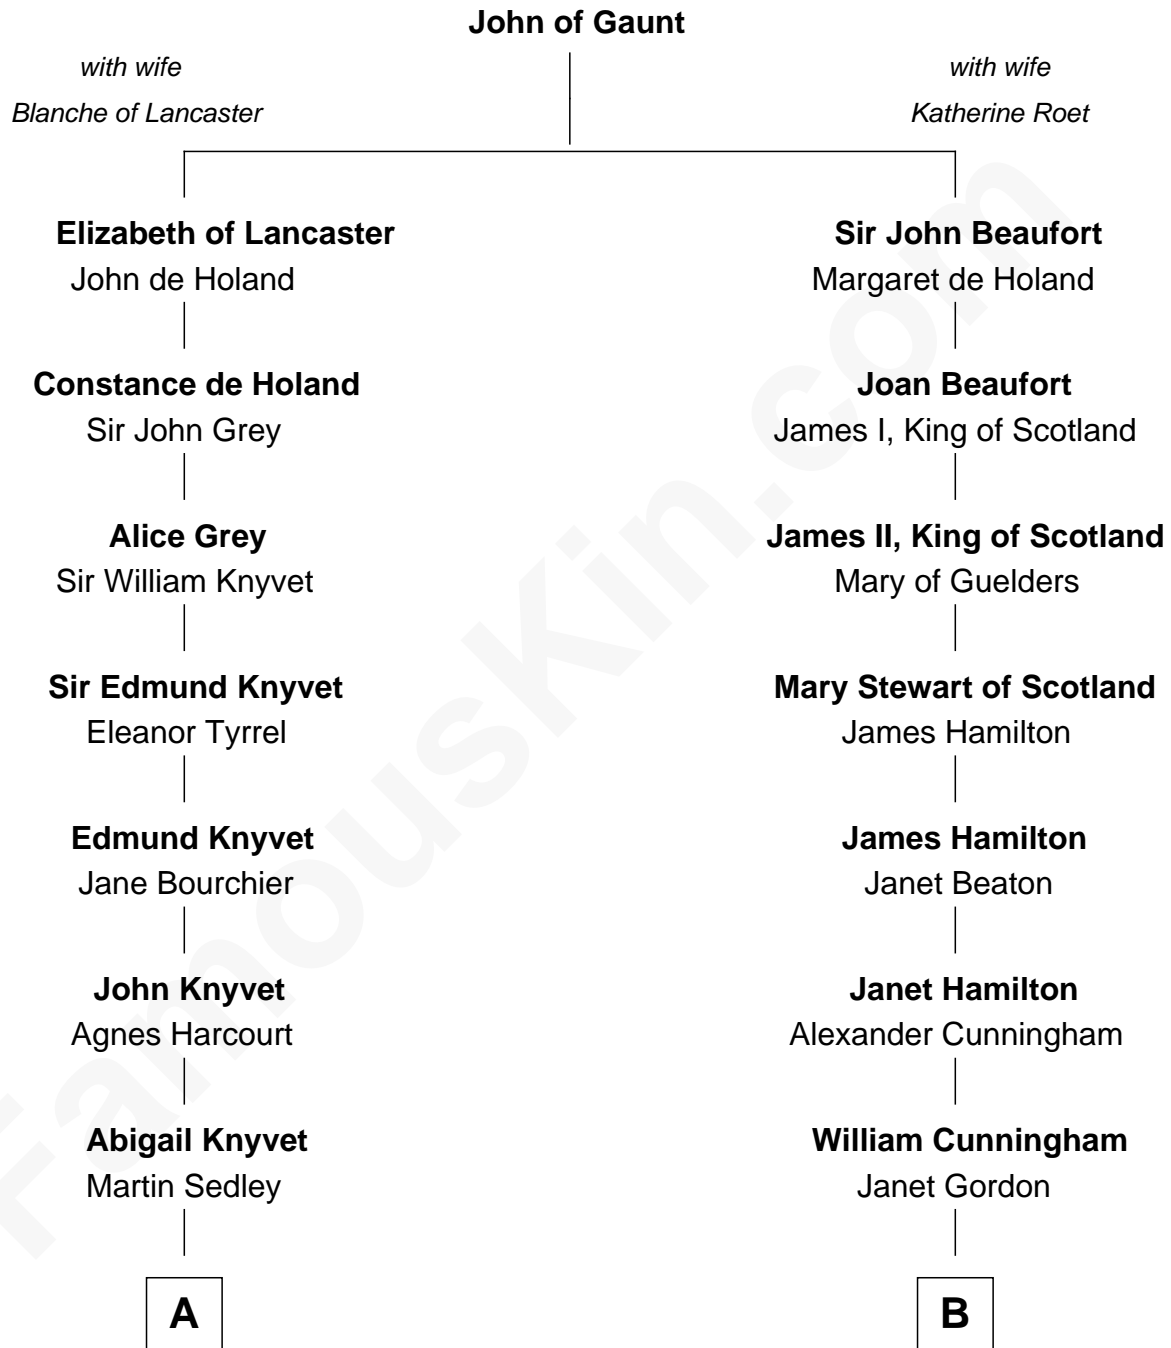 John of Gaunt
with wife
Blanche of Lancaster
with wife
Katherine Roet
Elizabeth of Lancaster
John de Holand
Sir John Beaufort
Margaret de Holand
Constance de Holand
Sir John Grey
Joan Beaufort
James I, King of Scotland
Alice Grey
Sir William Knyvet
James II, King of Scotland
Mary of Guelders
Sir Edmund Knyvet
Eleanor Tyrrel
Mary Stewart of Scotland
James Hamilton
Edmund Knyvet
Jane Bourchier
James Hamilton
Janet Beaton
John Knyvet
Agnes Harcourt
Janet Hamilton
Alexander Cunningham
Abigail Knyvet
Martin Sedley
William Cunningham
Janet Gordon
A
B
FamousKin.com